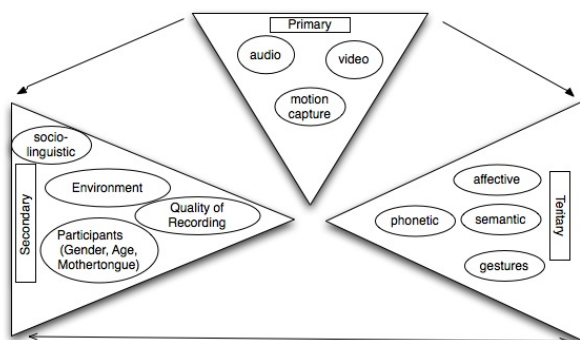 Primary
audio
video
motion
capture
socio-
linguistic
Environment
Quality of
Recording
Participants
(Gender, Age,
Mothertongue)
Secondary
affective
phonetic
semantic
gestures
Teritary